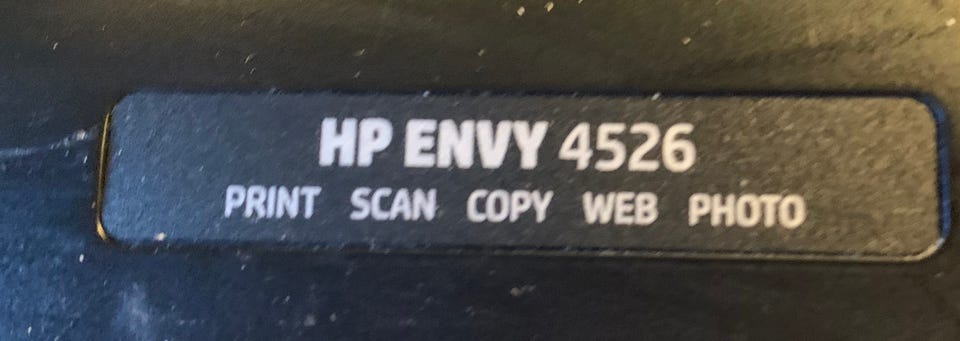 HP ENVY 4526
PRINT SCAN COPY WEB PHOTO